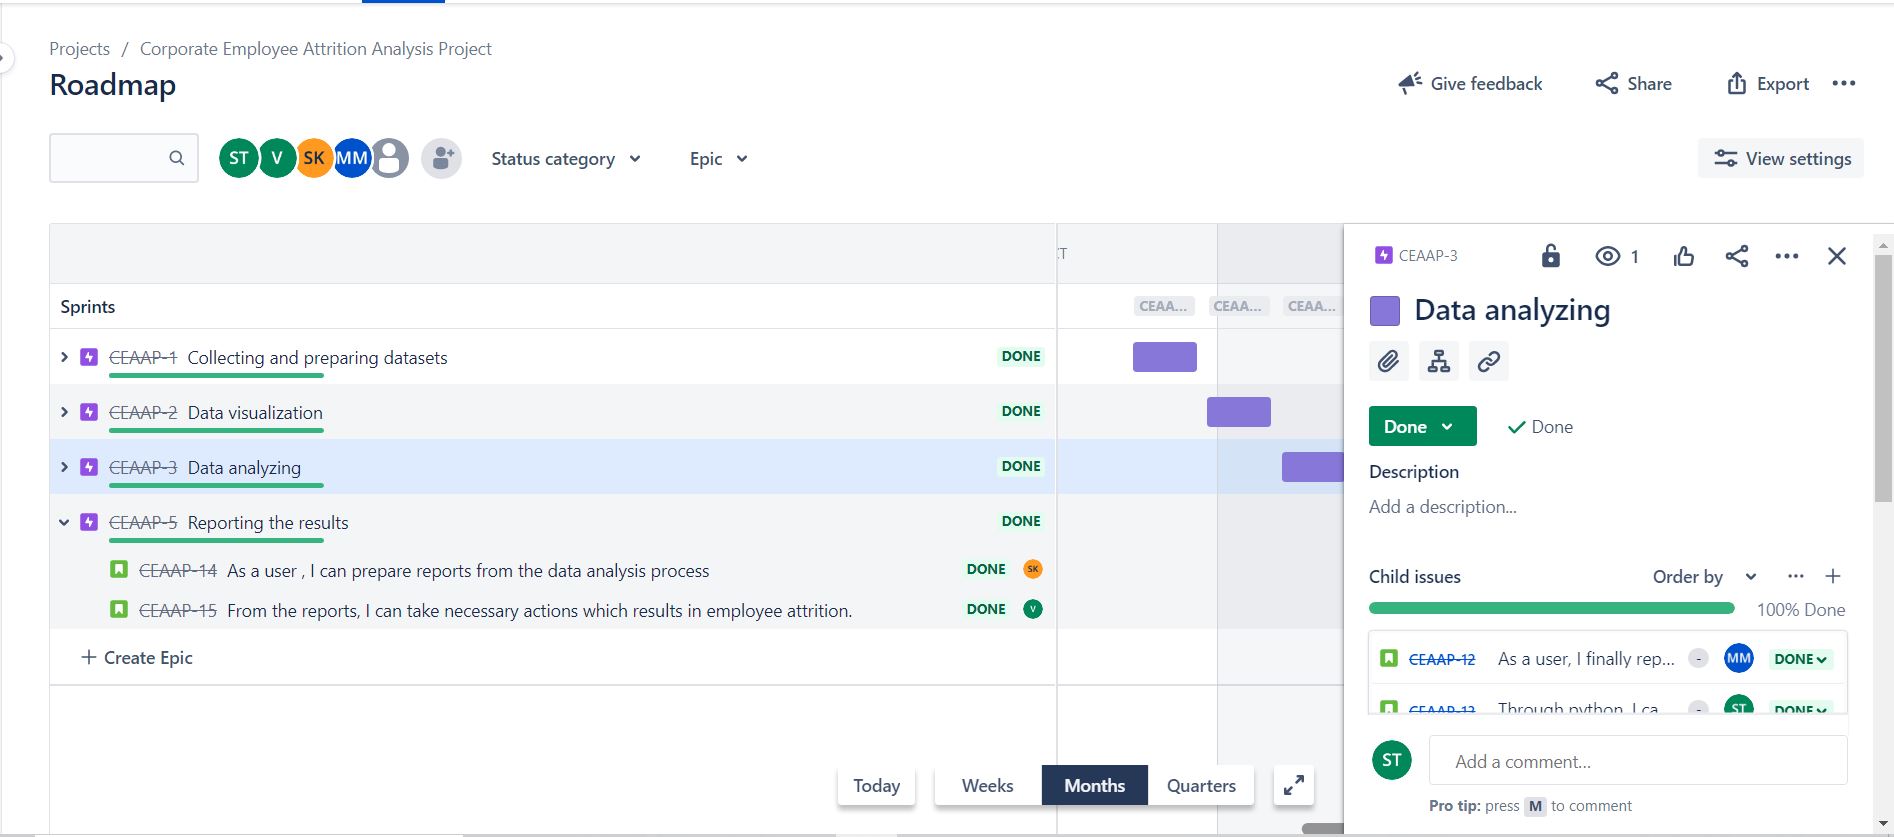 Projects / Corporate Employee Attrition Analysis Project
Roadmap
Give feedback
Share
Export
ST V SK MM
Status category
Epic
View settings
Sprints
CEAA... CEAA... CEAA...
CEAAP-1 Collecting and preparing datasets DONE
CEAAP-2 Data visualization DONE
CEAAP-3 Data analyzing DONE
CEAAP-5 Reporting the results DONE
CEAAP-14 As a user , I can prepare reports from the data analysis process DONE SK
CEAAP-15 From the reports, I can take necessary actions which results in employee attrition. DONE V
+ Create Epic
Today Weeks Months Quarters
CEAAP-3 1
Data analyzing
Done Done
Description
Add a description...
Child issues Order by
100% Done
CEAAP-12 As a user, I finally rep... - MM DONE
CEAAP-13 Through python, I ca... - ST DONE
ST Add a comment...
Pro tip: press M to comment